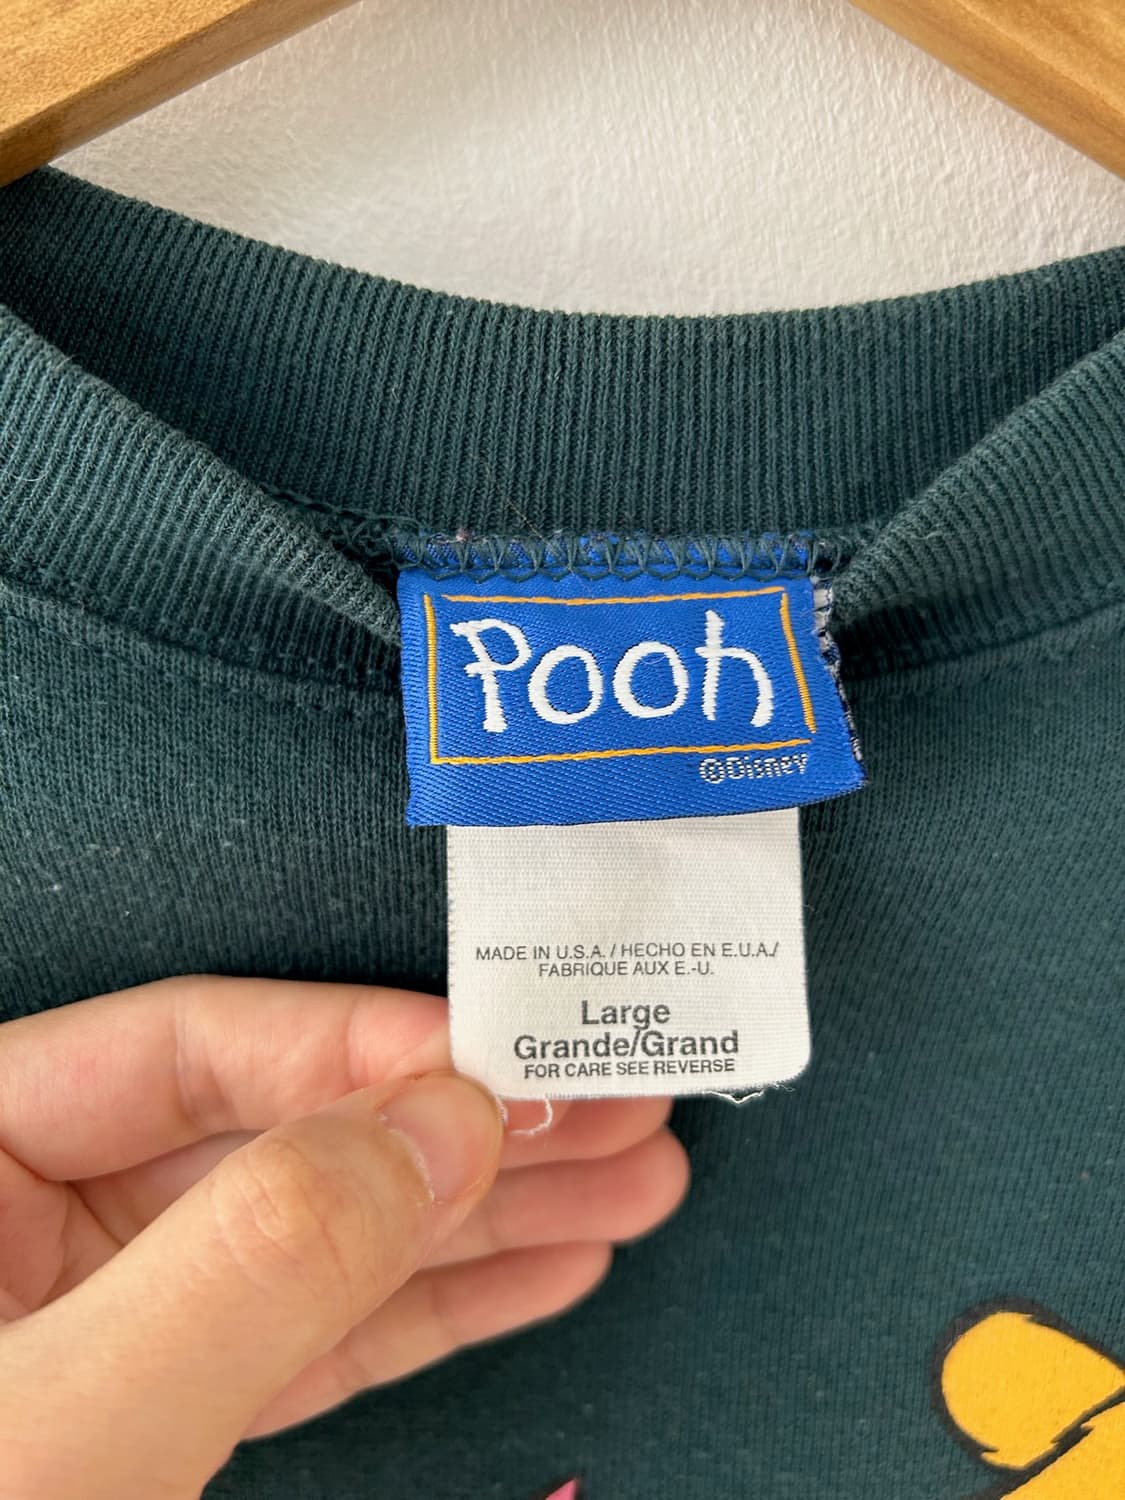 Pooh
©Disney
MADE IN U.S.A. / HECHO EN E.U.A./
FABRIQUE AUX E.-U.
Large
Grande/Grand
FOR CARE SEE REVERSE